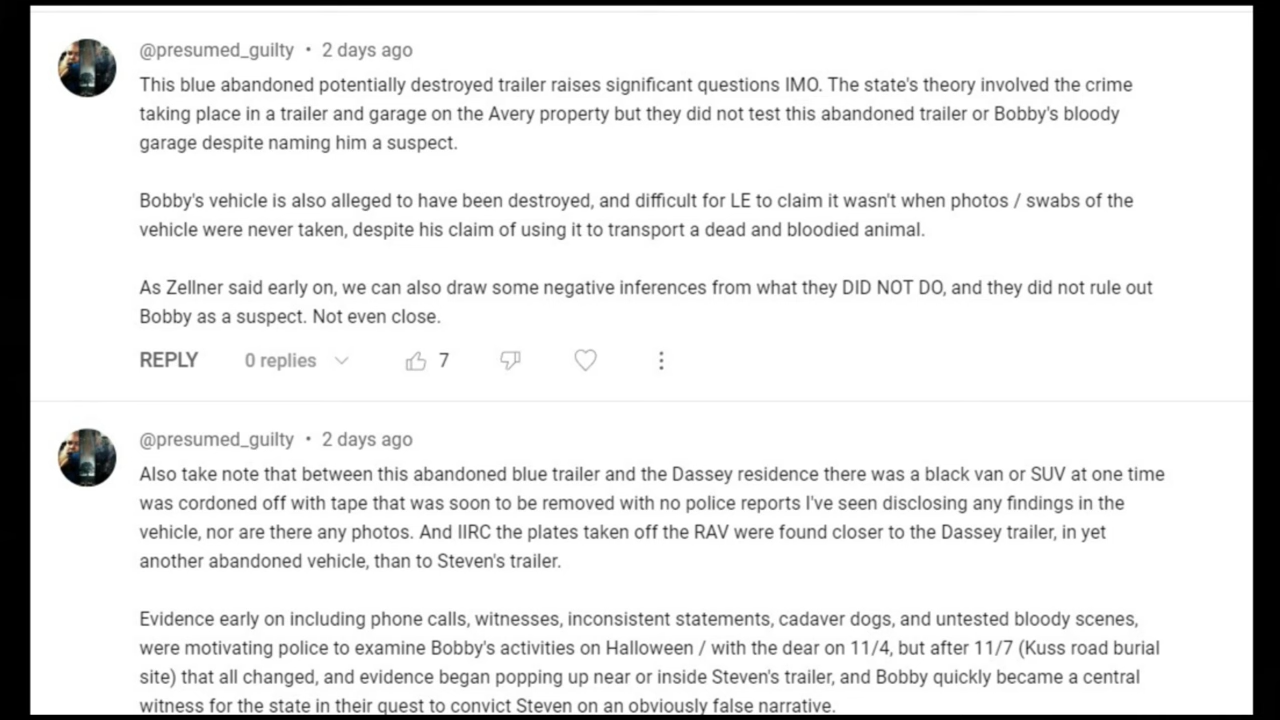 @presumed_guilty • 2 days ago
This blue abandoned potentially destroyed trailer raises significant questions IMO. The state's theory involved the crime
taking place in a trailer and garage on the Avery property but they did not test this abandoned trailer or Bobby's bloody
garage despite naming him a suspect.
Bobby's vehicle is also alleged to have been destroyed, and difficult for LE to claim it wasn't when photos / swabs of the
vehicle were never taken, despite his claim of using it to transport a dead and bloodied animal.
As Zellner said early on, we can also draw some negative inferences from what they DID NOT DO, and they did not rule out
Bobby as a suspect. Not even close.
REPLY 0 replies 7
@presumed_guilty • 2 days ago
Also take note that between this abandoned blue trailer and the Dassey residence there was a black van or SUV at one time
was cordoned off with tape that was soon to be removed with no police reports I've seen disclosing any findings in the
vehicle, nor are there any photos. And IIRC the plates taken off the RAV were found closer to the Dassey trailer, in yet
another abandoned vehicle, than to Steven's trailer.
Evidence early on including phone calls, witnesses, inconsistent statements, cadaver dogs, and untested bloody scenes,
were motivating police to examine Bobby's activities on Halloween / with the dear on 11/4, but after 11/7 (Kuss road burial
site) that all changed, and evidence began popping up near or inside Steven's trailer, and Bobby quickly became a central
witness for the state in their quest to convict Steven on an obviously false narrative.